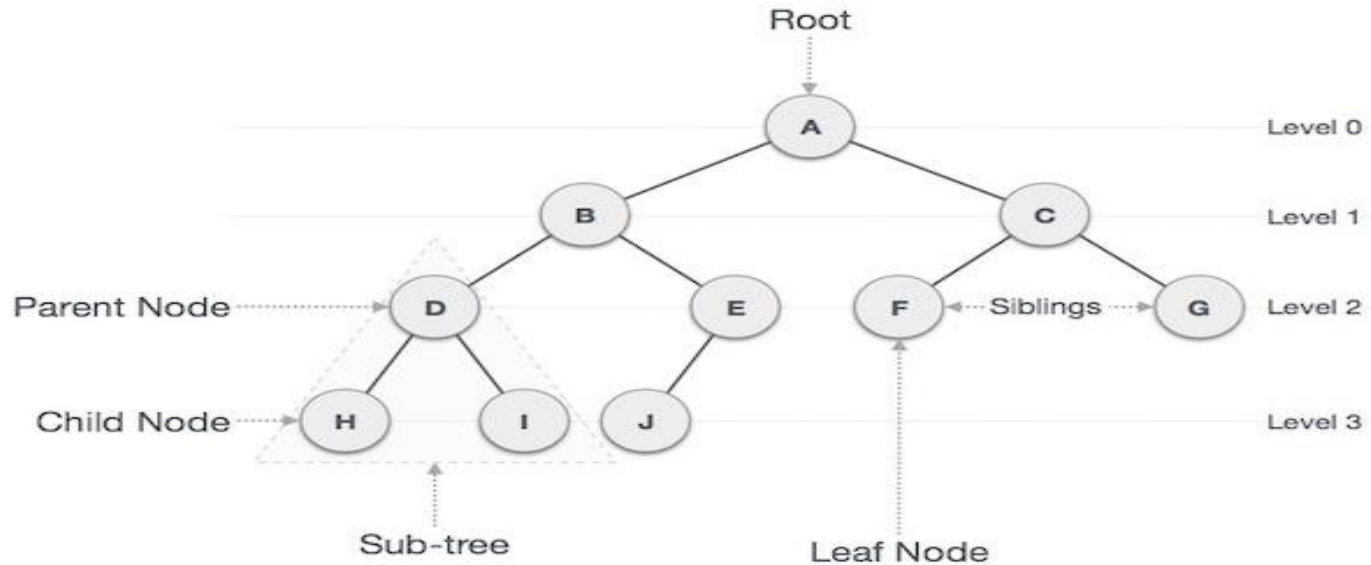 Root
A
Level 0
B
C
Level 1
Parent Node
D
E
F
Siblings
G
Level 2
Child Node
H
I
J
Level 3
Sub-tree
Leaf Node